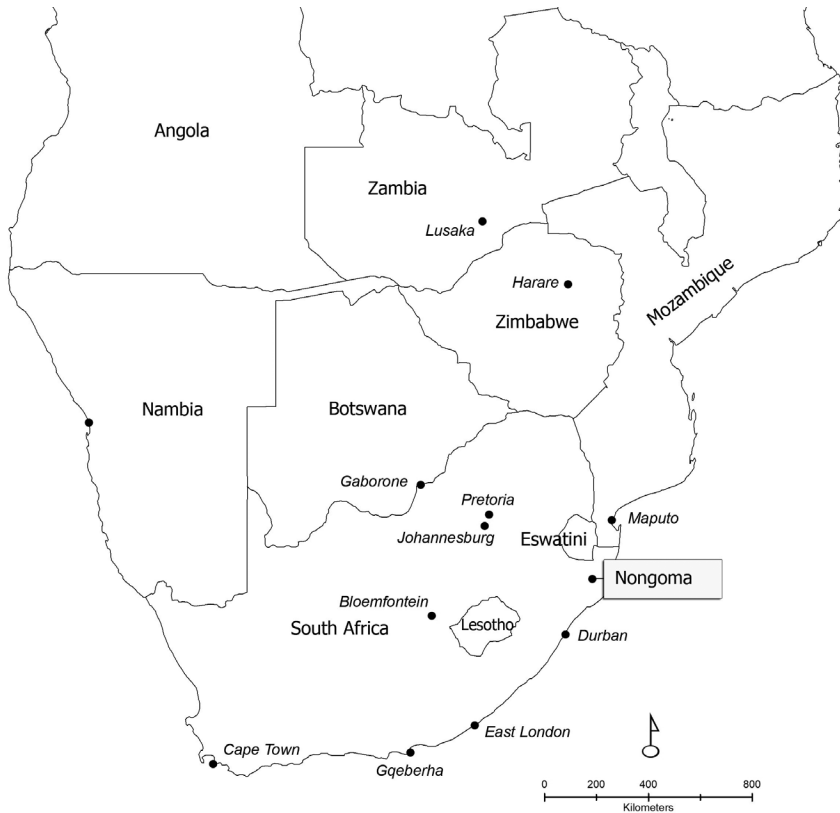 Angola
Zambia
Lusaka
Harare
Mozambique
Zimbabwe
Nambia
Botswana
Gaborone
Pretoria
Johannesburg
Eswatini
Maputo
Nongoma
Bloemfontein
South Africa
Lesotho
Durban
East London
Cape Town
Gqeberha
0 200 400 800
Kilometers